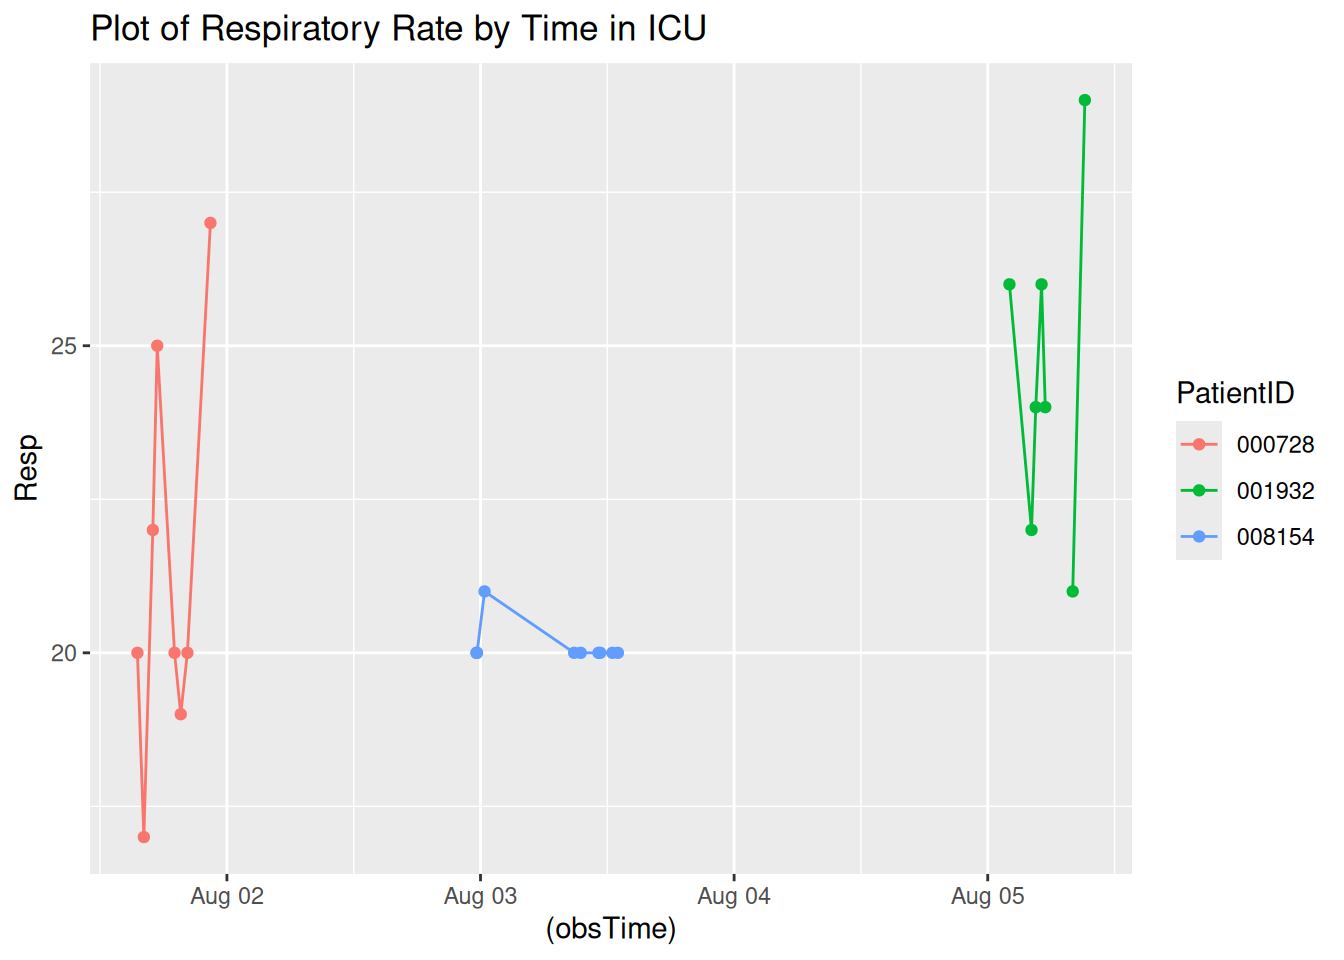 Plot of Respiratory Rate by Time in ICU
Resp
25
20
Aug 02
Aug 03
Aug 04
Aug 05
(obsTime)
PatientID
000728
001932
008154